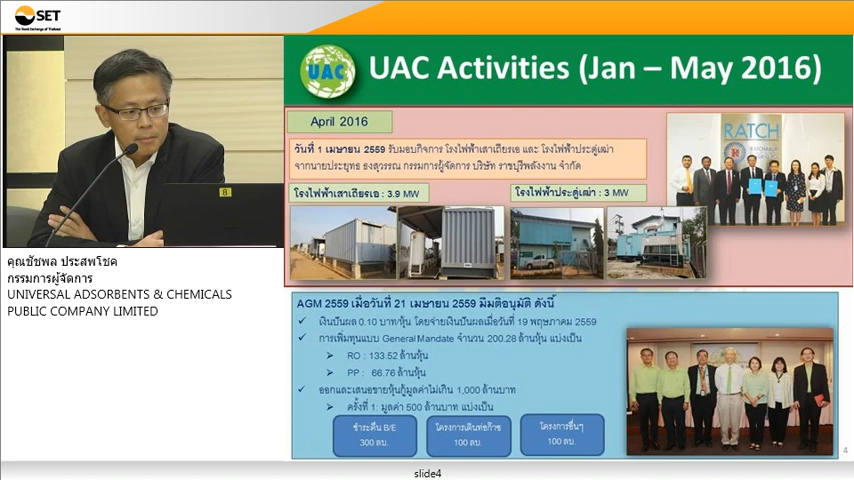 SET
The Stock Exchange of Thailand
คุณชัชพล ประสพโชค
กรรมการผู้จัดการ
UNIVERSAL ADSORBENTS & CHEMICALS
PUBLIC COMPANY LIMITED
UAC
UAC Activities (Jan – May 2016)
April 2016
วันที่ 1 เมษายน 2559 รับมอบกิจการ โรงไฟฟ้าเสาเถียรเอ และ โรงไฟฟ้าประดู่เฒ่า
จากนายประยุทธ ธงสุวรรณ กรรมการผู้จัดการ บริษัท ราชบุรีพลังงาน จำกัด
โรงไฟฟ้าเสาเถียรเอ : 3.9 MW
โรงไฟฟ้าประดู่เฒ่า : 3 MW
RATCH
AGM 2559 เมื่อวันที่ 21 เมษายน 2559 มีมติอนุมัติ ดังนี้
เงินปันผล 0.10 บาท/หุ้น โดยจ่ายเงินปันผลเมื่อวันที่ 19 พฤษภาคม 2559
การเพิ่มทุนแบบ General Mandate จำนวน 200.28 ล้านหุ้น แบ่งเป็น
RO : 133.52 ล้านหุ้น
PP : 66.76 ล้านหุ้น
ออกและเสนอขายหุ้นกู้มูลค่าไม่เกิน 1,000 ล้านบาท
ครั้งที่ 1: มูลค่า 500 ล้านบาท แบ่งเป็น
ชำระคืน B/E
300 ลบ.
โครงการเดินท่อก๊าซ
100 ลบ.
โครงการอื่นๆ
100 ลบ.
4
slide4